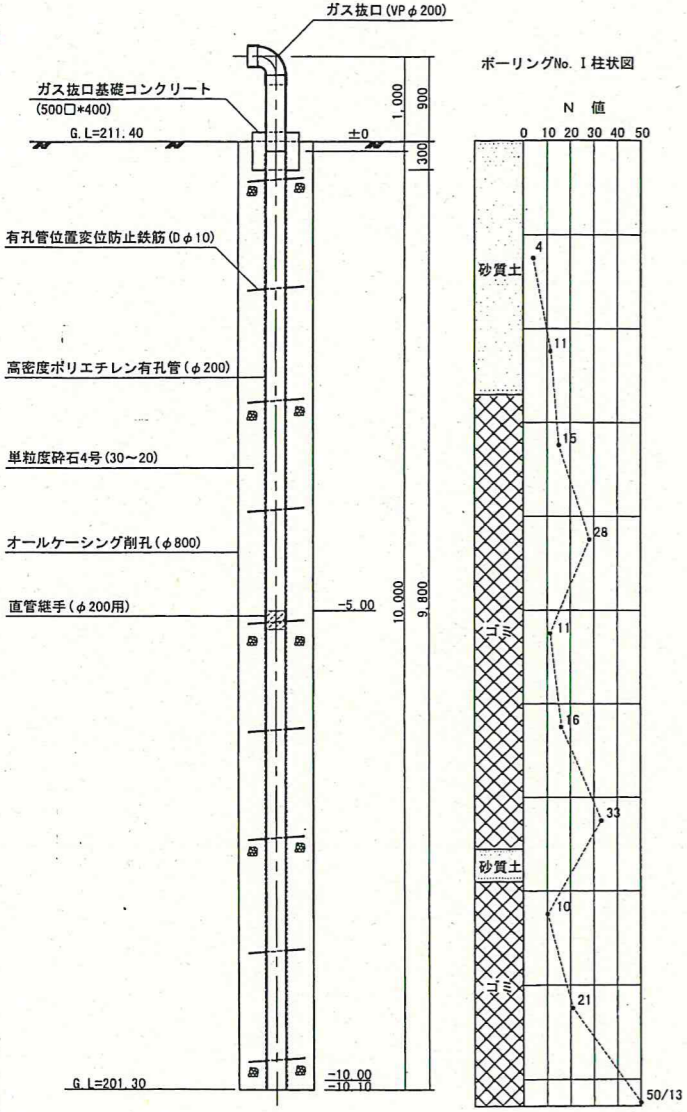 ガス抜口(VPφ200)
ガス抜口基礎コンクリート
(500□*400)
G.L=211.40
±0
1,000
900
300
有孔管位置変位防止鉄筋(Dφ10)
高密度ポリエチレン有孔管(φ200)
単粒度砕石4号(30～20)
オールケーシング削孔(φ800)
直管継手(φ200用)
-5.00
10,000
9,800
G.L=201.30
-10.00
-10.10
ボーリングNo. I 柱状図
N 値
0 10 20 30 40 50
砂質土
4
11
15
28
ゴミ
11
16
33
砂質土
10
ゴミ
21
50/13